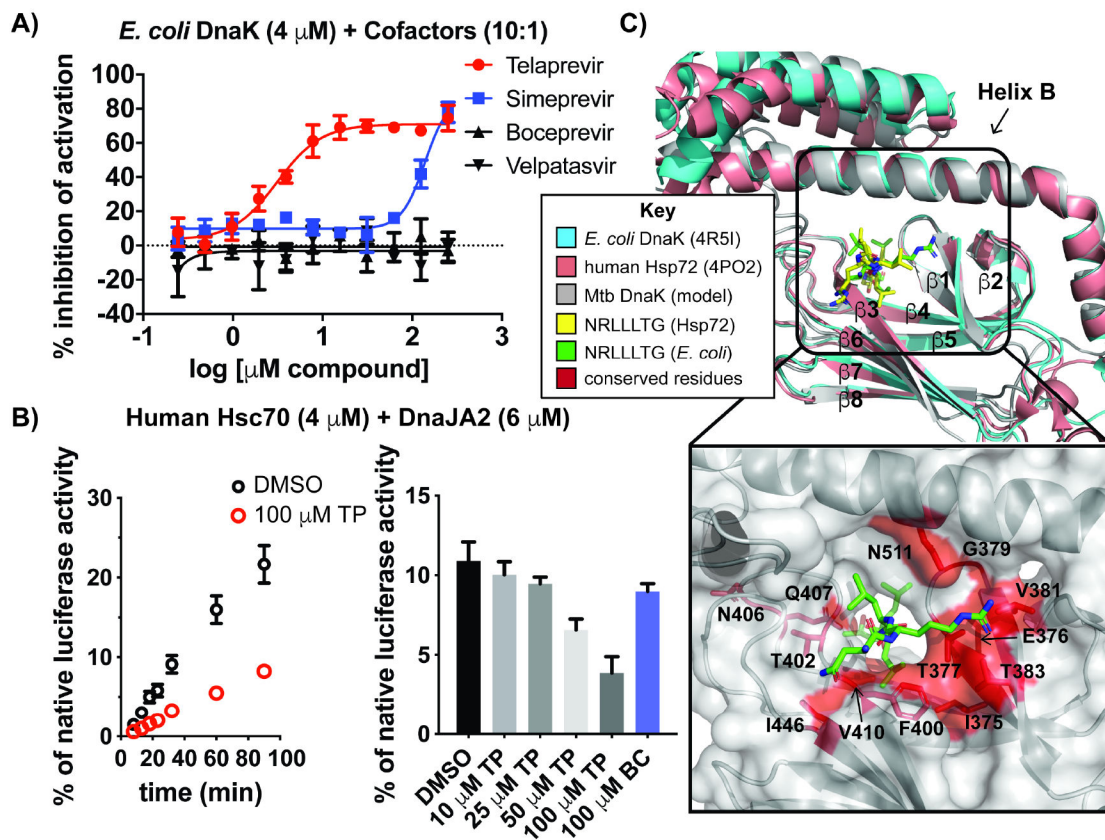 A)
E. coli DnaK (4 μM) + Cofactors (10:1)
% inhibition of activation
100
80
60
40
20
0
-20
-40
-1
0
1
2
3
log [μM compound]
Telaprevir
Simeprevir
Boceprevir
Velpatasvir
B)
Human Hsc70 (4 μM) + DnaJA2 (6 μM)
% of native luciferase activity
30
20
10
0
0
20
40
60
80
100
time (min)
DMSO
100 μM TP
% of native luciferase activity
15
10
5
0
DMSO
10 μM TP
25 μM TP
50 μM TP
100 μM TP
100 μM BC
C)
Helix B
Key
E. coli DnaK (4R5I)
human Hsp72 (4PO2)
Mtb DnaK (model)
NRLLLTG (Hsp72)
NRLLLTG (E. coli)
conserved residues
β1
β2
β3
β4
β6
β5
β7
β8
N511
G379
V381
Q407
N406
E376
T402
T377
T383
I446
V410
F400
I375